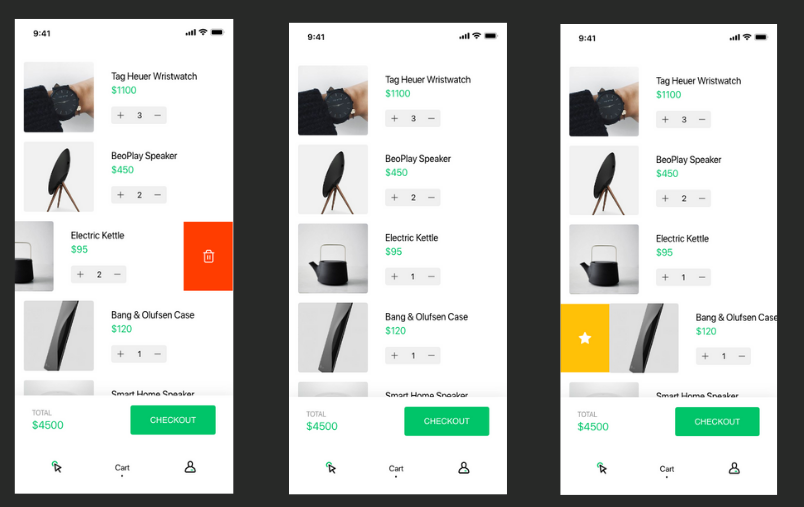 9:41
Tag Heuer Wristwatch
$1100
+ 3 −
BeoPlay Speaker
$450
+ 2 −
Electric Kettle
$95
+ 2 −
Bang & Olufsen Case
$120
+ 1 −
Smart Home Speaker
TOTAL
$4500
CHECKOUT
Cart
9:41
Tag Heuer Wristwatch
$1100
+ 3 −
BeoPlay Speaker
$450
+ 2 −
Electric Kettle
$95
+ 1 −
Bang & Olufsen Case
$120
+ 1 −
Smart Home Speaker
TOTAL
$4500
CHECKOUT
Cart
9:41
Tag Heuer Wristwatch
$1100
+ 3 −
BeoPlay Speaker
$450
+ 2 −
Electric Kettle
$95
+ 1 −
Bang & Olufsen Case
$120
+ 1 −
Smart Home Speaker
TOTAL
$4500
CHECKOUT
Cart